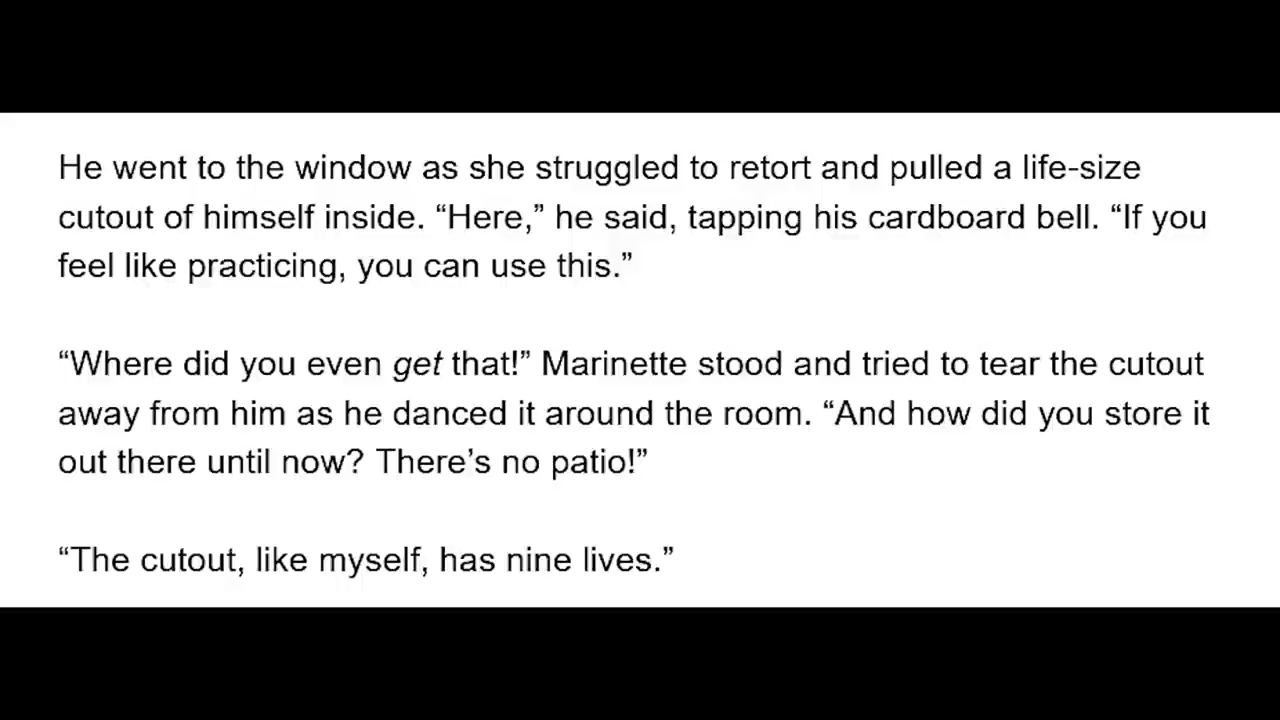 He went to the window as she struggled to retort and pulled a life-size
cutout of himself inside. “Here,” he said, tapping his cardboard bell. “If you
feel like practicing, you can use this.”
“Where did you even get that!” Marinette stood and tried to tear the cutout
away from him as he danced it around the room. “And how did you store it
out there until now? There’s no patio!”
“The cutout, like myself, has nine lives.”